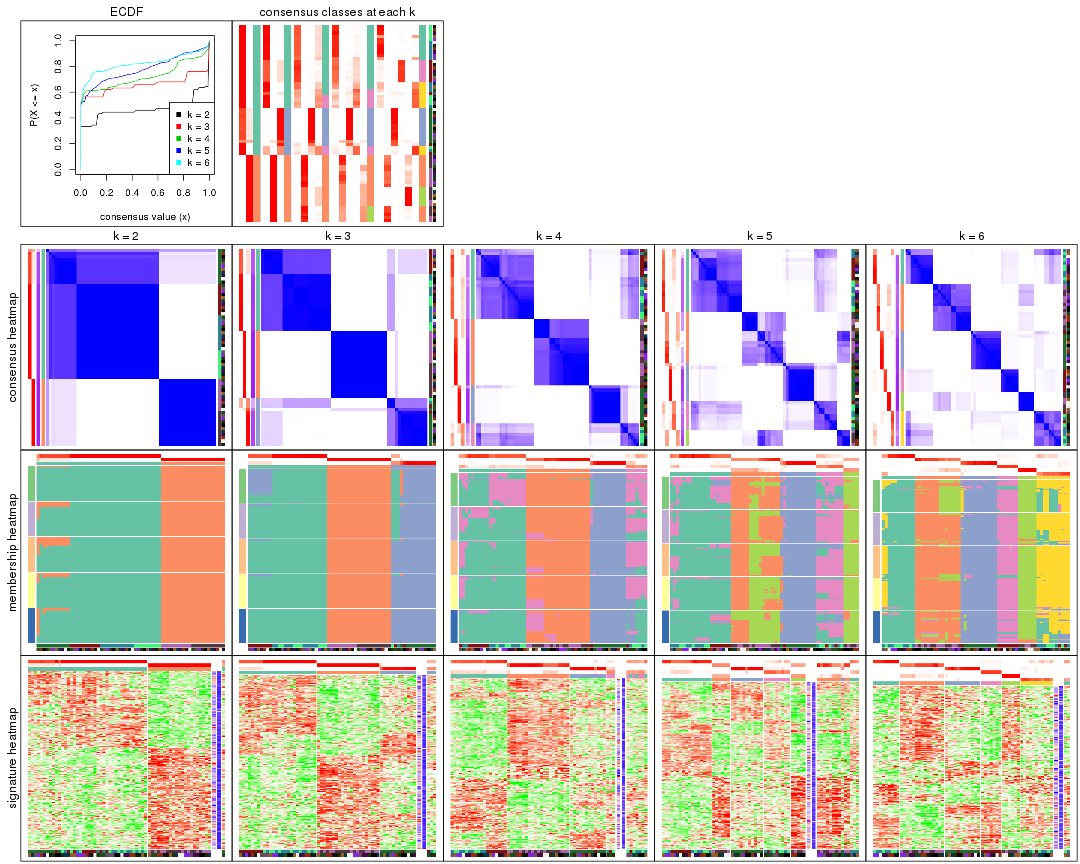 ECDF
consensus classes at each k
P(X <= x)
0.0
0.2
0.4
0.6
0.8
1.0
k = 2
k = 3
k = 4
k = 5
k = 6
0.0
0.2
0.4
0.6
0.8
1.0
consensus value (x)
k = 2
k = 3
k = 4
k = 5
k = 6
consensus heatmap
membership heatmap
signature heatmap